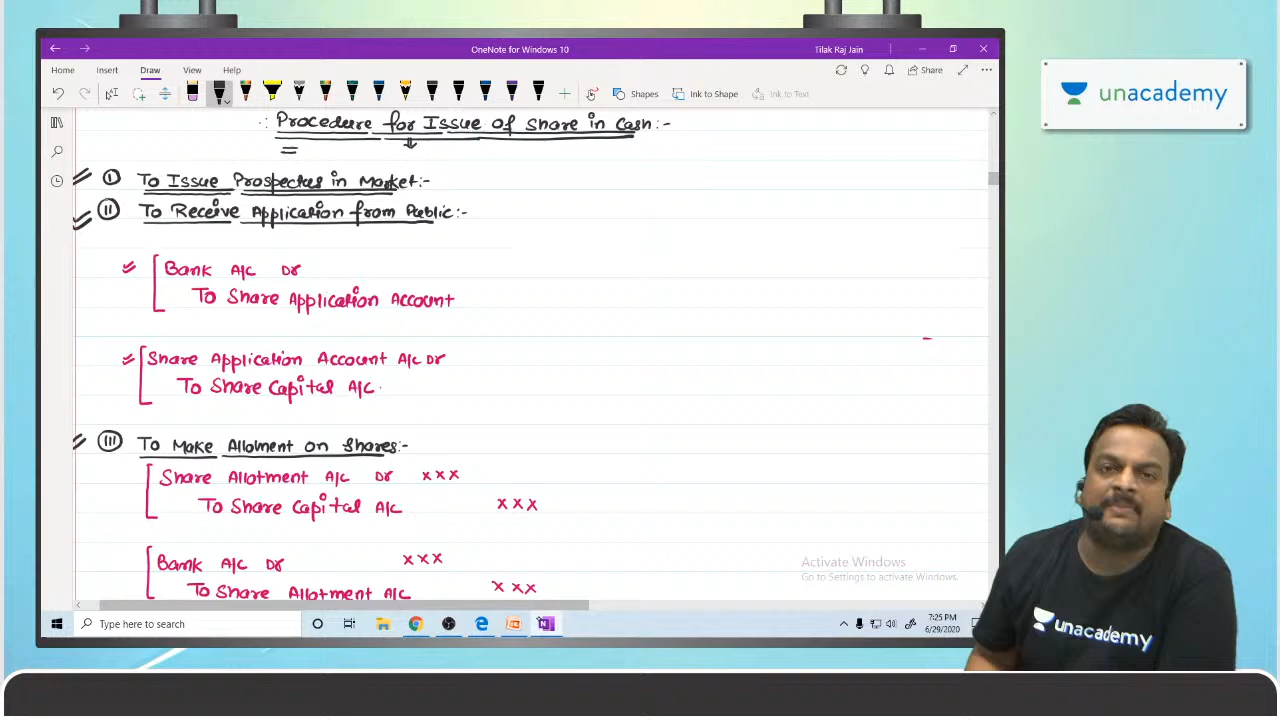 OneNote for Windows 10
Tilak Raj Jain
Home Insert Draw View Help
Share
Shapes
Ink to Shape
Ink to Text
Procedure for Issue of Share in Cash:-
I To Issue Prospectus in Market:-
II To Receive Application from Public:-
Bank A/C Dr
To Share Application Account
Share Application Account A/C Dr
To Share Capital A/C
III To Make Alloment on Shares:-
Share Allotment A/C Dr xxx
To Share Capital A/C xxx
Bank A/C Dr xxx
To Share Allotment A/C xxx
Activate Windows
Go to Settings to activate Windows.
Type here to search
7:25 PM
6/29/2020
unacademy
unacademy